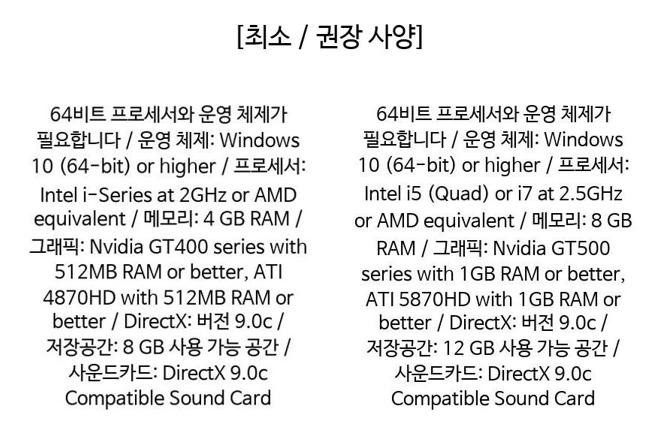 [최소 / 권장 사양]
64비트 프로세서와 운영 체제가
필요합니다 / 운영 체제: Windows
10 (64-bit) or higher / 프로세서:
Intel i-Series at 2GHz or AMD
equivalent / 메모리: 4 GB RAM /
그래픽: Nvidia GT400 series with
512MB RAM or better, ATI
4870HD with 512MB RAM or
better / DirectX: 버전 9.0c /
저장공간: 8 GB 사용 가능 공간 /
사운드카드: DirectX 9.0c
Compatible Sound Card
64비트 프로세서와 운영 체제가
필요합니다 / 운영 체제: Windows
10 (64-bit) or higher / 프로세서:
Intel i5 (Quad) or i7 at 2.5GHz
or AMD equivalent / 메모리: 8 GB
RAM / 그래픽: Nvidia GT500
series with 1GB RAM or better,
ATI 5870HD with 1GB RAM or
better / DirectX: 버전 9.0c /
저장공간: 12 GB 사용 가능 공간 /
사운드카드: DirectX 9.0c
Compatible Sound Card